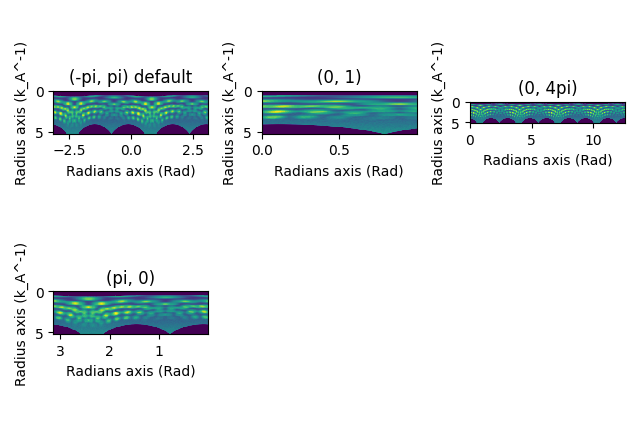 (-pi, pi) default
Radius axis (k_A^-1)
0
5
−2.5
0.0
2.5
Radians axis (Rad)
(0, 1)
Radius axis (k_A^-1)
0
5
0.0
0.5
Radians axis (Rad)
(0, 4pi)
Radius axis (k_A^-1)
0
5
0
5
10
Radians axis (Rad)
(pi, 0)
Radius axis (k_A^-1)
0
5
3
2
1
Radians axis (Rad)